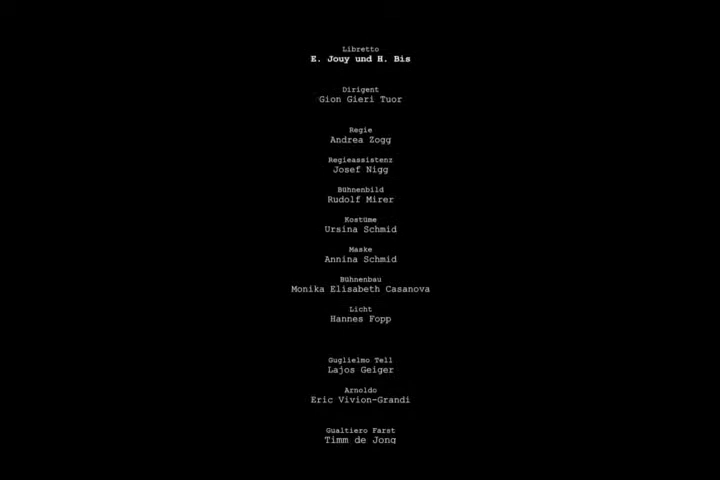 Libretto
E. Jouy und H. Bis
Dirigent
Gion Gieri Tuor
Regie
Andrea Zogg
Regieassistenz
Josef Nigg
Bühnenbild
Rudolf Mirer
Kostüme
Ursina Schmid
Maske
Annina Schmid
Bühnenbau
Monika Elisabeth Casanova
Licht
Hannes Fopp
Guglielmo Tell
Lajos Geiger
Arnoldo
Eric Vivion-Grandi
Gualtiero Farst
Timm de Jong